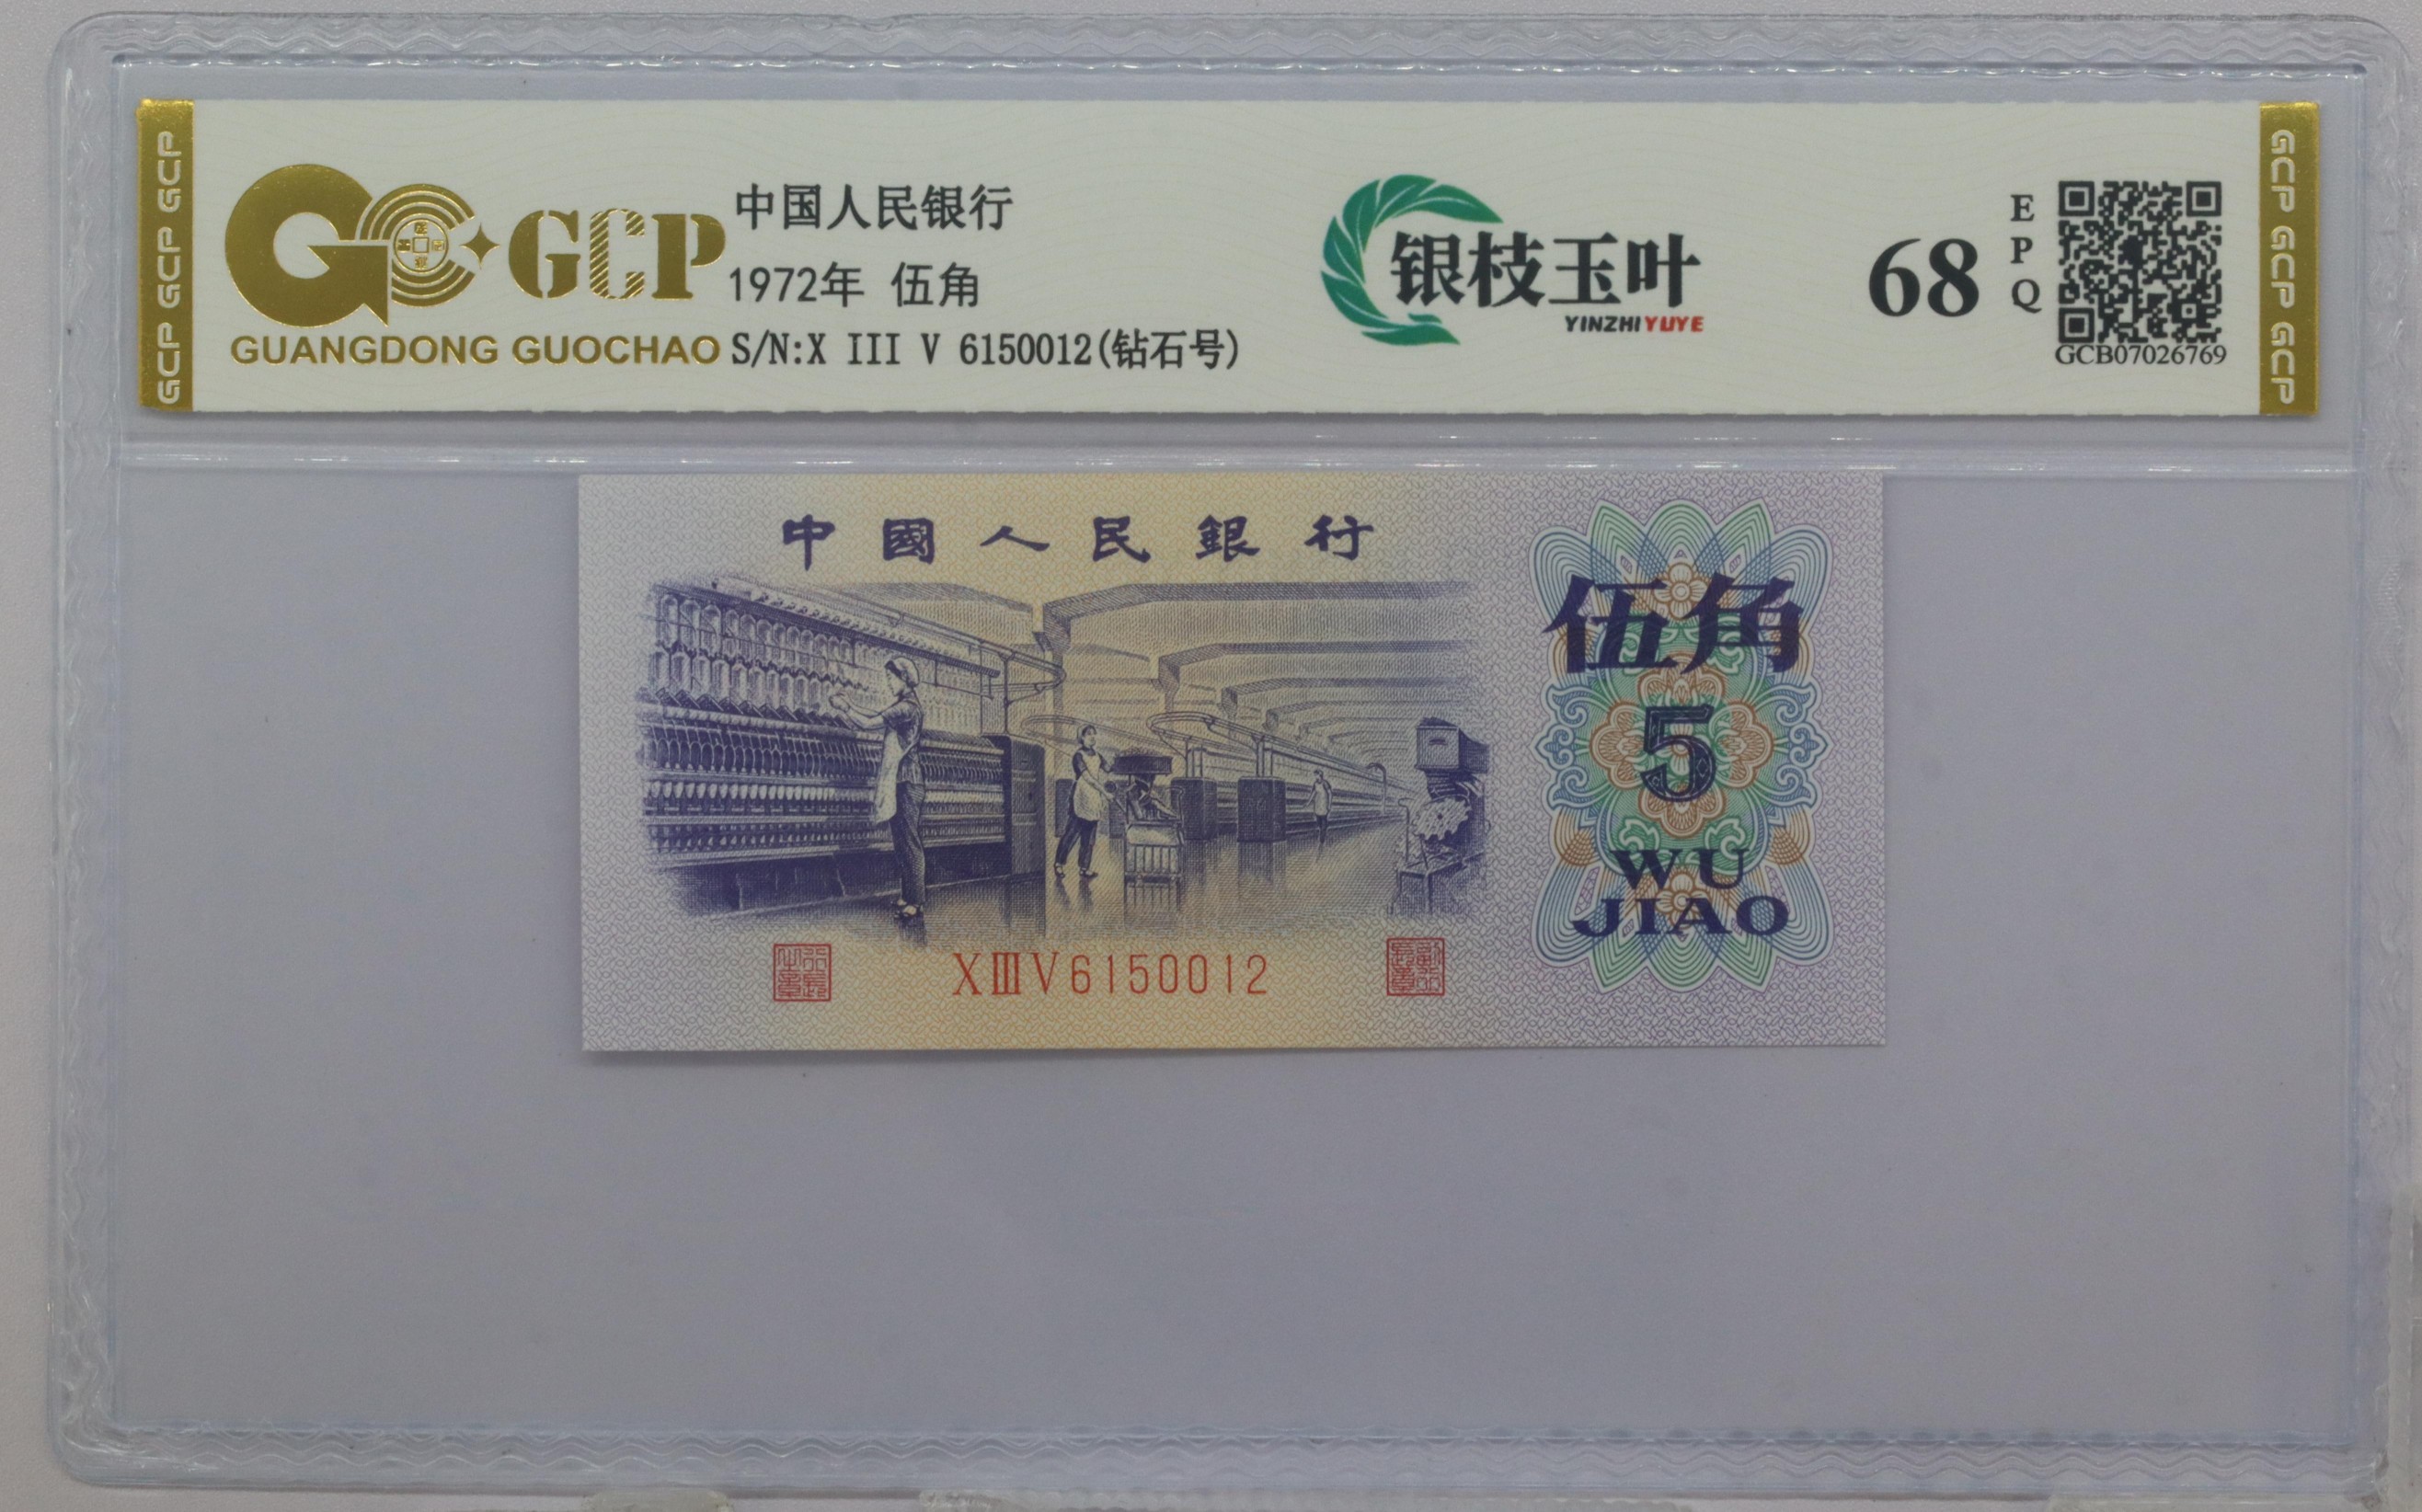 GCP GCP GCP
GCP
GUANGDONG GUOCHAO
中国人民银行
1972年 伍角
S/N:X III V 6150012(钻石号)
银枝玉叶
YINZHIYUYE
68
EPQ
GCB07026769
GCP GCP GCP
中國人民銀行
伍角
5
WU
JIAO
XⅢV6150012